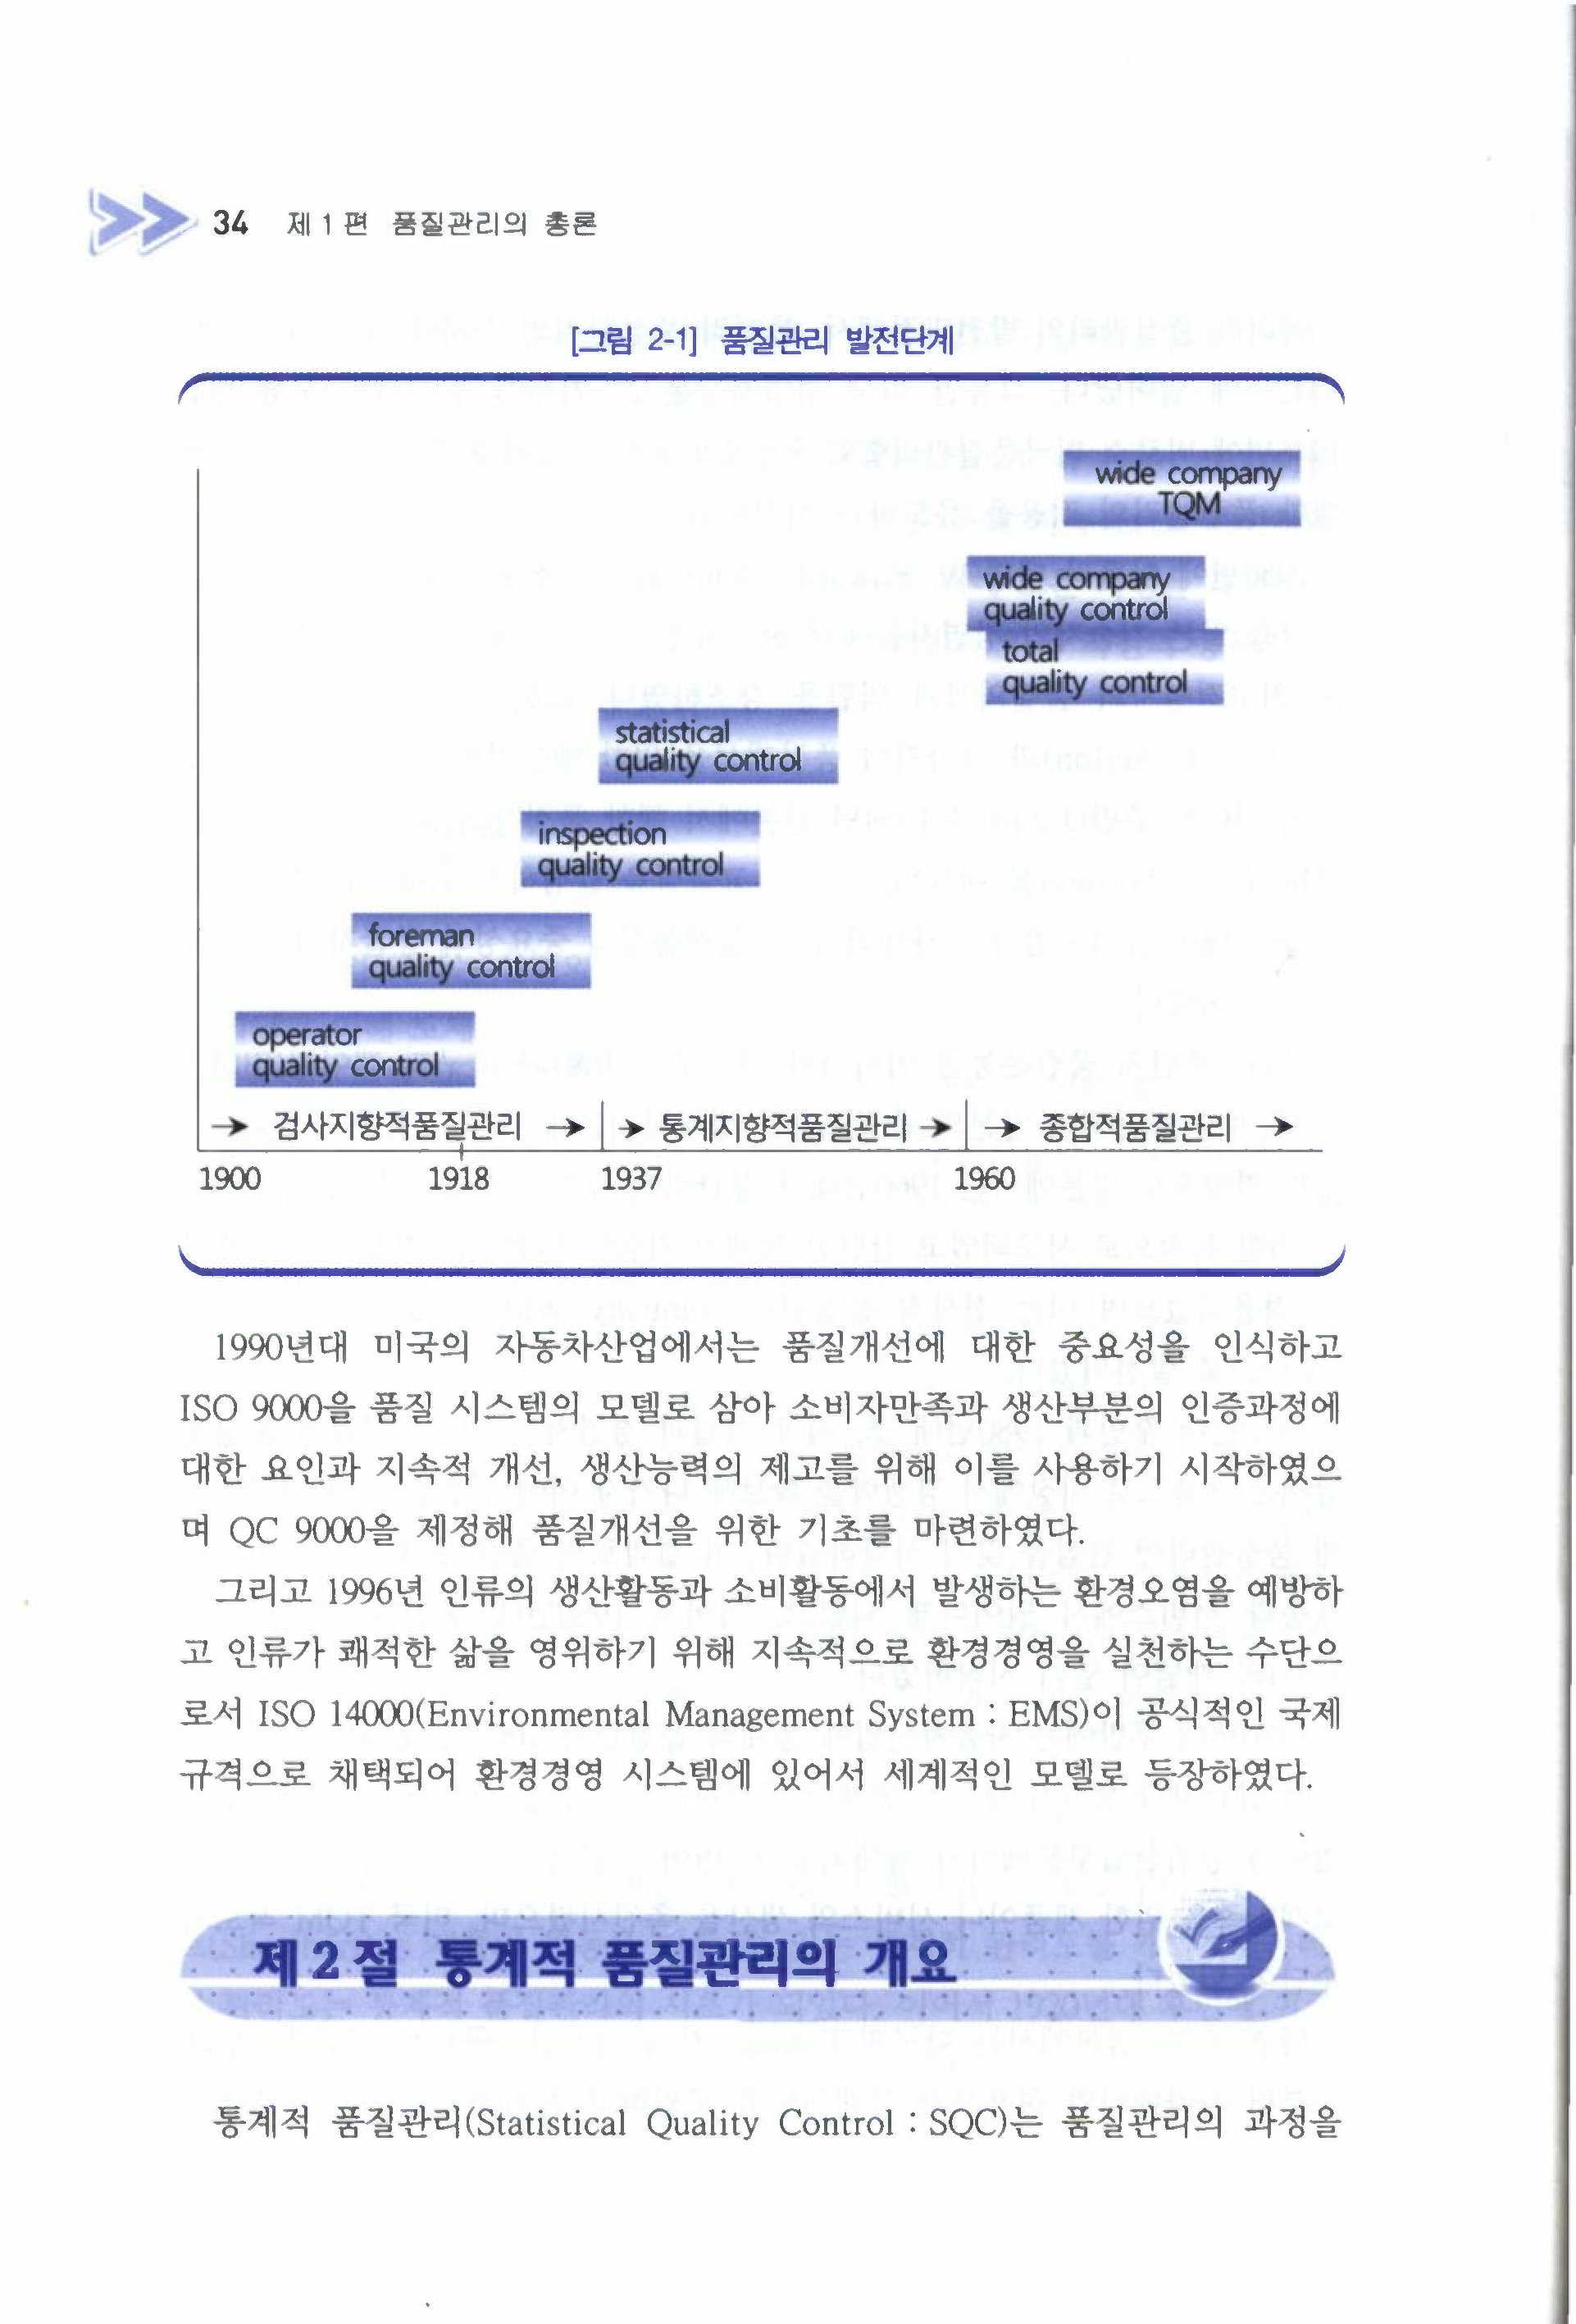 34 제 1 편 품질관리의 총론
[그림 2-1] 품질관리 발전단계
wide company
TQM
wide company
quality control
total
quality control
statistical
quality control
inspection
quality control
foreman
quality control
operator
quality control
→ 검사지향적품질관리 → → 통계지향적품질관리 → → 종합적품질관리 →
1900 1918 1937 1960
1990년대 미국의 자동차산업에서는 품질개선에 대한 중요성을 인식하고
ISO 9000을 품질 시스템의 모델로 삼아 소비자만족과 생산부분의 인증과정에
대한 요인과 지속적 개선, 생산능력의 제고를 위해 이를 사용하기 시작하였으
며 QC 9000을 제정해 품질개선을 위한 기초를 마련하였다.
그리고 1996년 인류의 생산활동과 소비활동에서 발생하는 환경오염을 예방하
고 인류가 쾌적한 삶을 영위하기 위해 지속적으로 환경경영을 실천하는 수단으
로서 ISO 14000(Environmental Management System : EMS)이 공식적인 국제
규격으로 채택되어 환경경영 시스템에 있어서 세계적인 모델로 등장하였다.
제 2 절 통계적 품질관리의 개요
통계적 품질관리(Statistical Quality Control : SQC)는 품질관리의 과정을